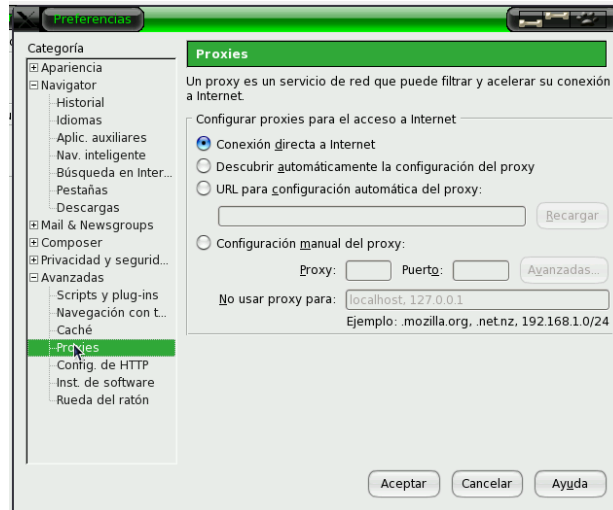 Preferencias
Categoría
Apariencia
Navigator
Historial
Idiomas
Aplic. auxiliares
Nav. inteligente
Búsqueda en Inter...
Pestañas
Descargas
Mail & Newsgroups
Composer
Privacidad y segurid...
Avanzadas
Scripts y plug-ins
Navegación con t...
Caché
Proxies
Config. de HTTP
Inst. de software
Rueda del ratón
Proxies
Un proxy es un servicio de red que puede filtrar y acelerar su conexión
a Internet.
Configurar proxies para el acceso a Internet
Conexión directa a Internet
Descubrir automáticamente la configuración del proxy
URL para configuración automática del proxy:
Recargar
Configuración manual del proxy:
Proxy: Puerto: Avanzadas...
No usar proxy para: localhost, 127.0.0.1
Ejemplo: .mozilla.org, .net.nz, 192.168.1.0/24
Aceptar Cancelar Ayuda